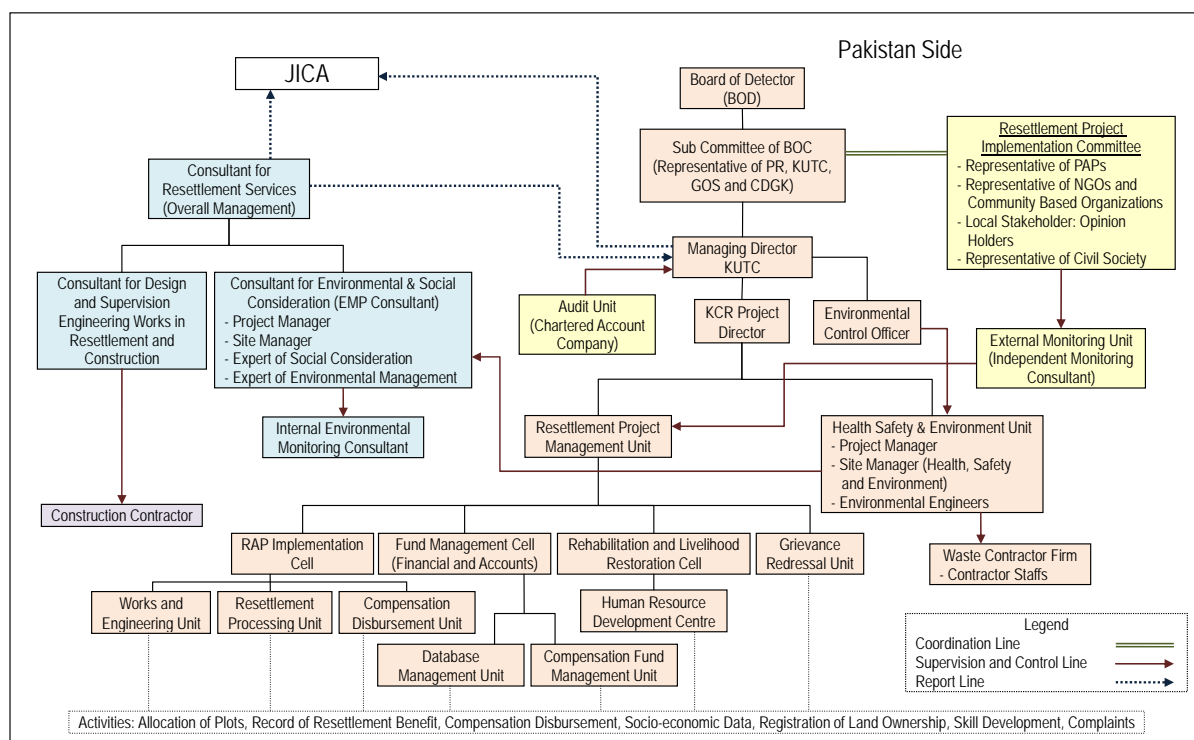 Pakistan Side
JICA
Board of Detector
(BOD)
Sub Committee of BOC
(Representative of PR, KUTC,
GOS and CDGK)
Resettlement Project
Implementation Committee
- Representative of PAPs
- Representative of NGOs and
Community Based Organizations
- Local Stakeholder: Opinion
Holders
- Representative of Civil Society
Consultant for
Resettlement Services
(Overall Management)
Managing Director
KUTC
Consultant for Design
and Supervision
Engineering Works in
Resettlement and
Construction
Consultant for Environmental & Social
Consideration (EMP Consultant)
- Project Manager
- Site Manager
- Expert of Social Consideration
- Expert of Environmental Management
Audit Unit
(Chartered Account
Company)
KCR Project
Director
Environmental
Control Officer
External Monitoring Unit
(Independent Monitoring
Consultant)
Internal Environmental
Monitoring Consultant
Resettlement Project
Management Unit
Health Safety & Environment Unit
- Project Manager
- Site Manager (Health, Safety
and Environment)
- Environmental Engineers
Construction Contractor
RAP Implementation
Cell
Fund Management Cell
(Financial and Accounts)
Rehabilitation and Livelihood
Restoration Cell
Grievance
Redressal Unit
Waste Contractor Firm
- Contractor Staffs
Works and
Engineering Unit
Resettlement
Processing Unit
Compensation
Disbursement Unit
Human Resource
Development Centre
Database
Management Unit
Compensation Fund
Management Unit
Legend
Coordination Line
Supervision and Control Line
Report Line
Activities: Allocation of Plots, Record of Resettlement Benefit, Compensation Disbursement, Socio-economic Data, Registration of Land Ownership, Skill Development, Complaints